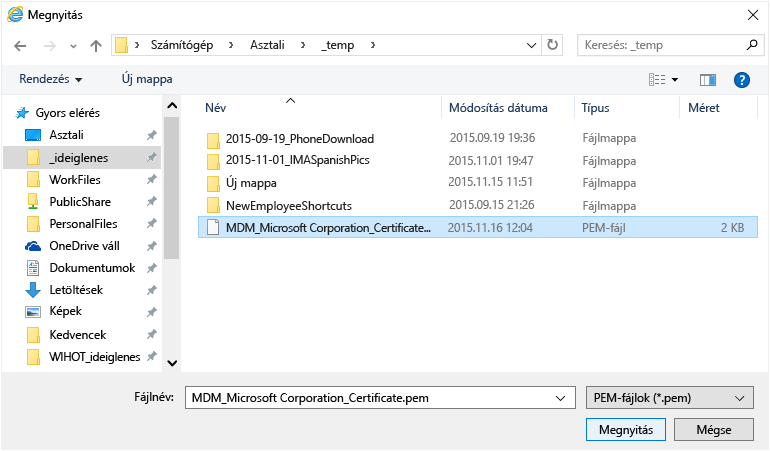 Megnyitás
Számítógép Asztali _temp
Keresés: _temp
Rendezés Új mappa
Gyors elérés
Asztali
_ideiglenes
WorkFiles
PublicShare
PersonalFiles
OneDrive váll
Dokumentumok
Letöltések
Képek
Kedvencek
WIHOT_ideiglenes
Név Módosítás dátuma Típus Méret
2015-09-19_PhoneDownload 2015.09.19 19:36 Fájlmappa
2015-11-01_IMASpanishPics 2015.11.01 19:47 Fájlmappa
Új mappa 2015.11.15 11:51 Fájlmappa
NewEmployeeShortcuts 2015.09.15 21:26 Fájlmappa
MDM_Microsoft Corporation_Certificate... 2015.11.16 12:04 PEM-fájl 2 KB
Fájlnév: MDM_Microsoft Corporation_Certificate.pem PEM-fájlok (*.pem)
Megnyitás Mégse